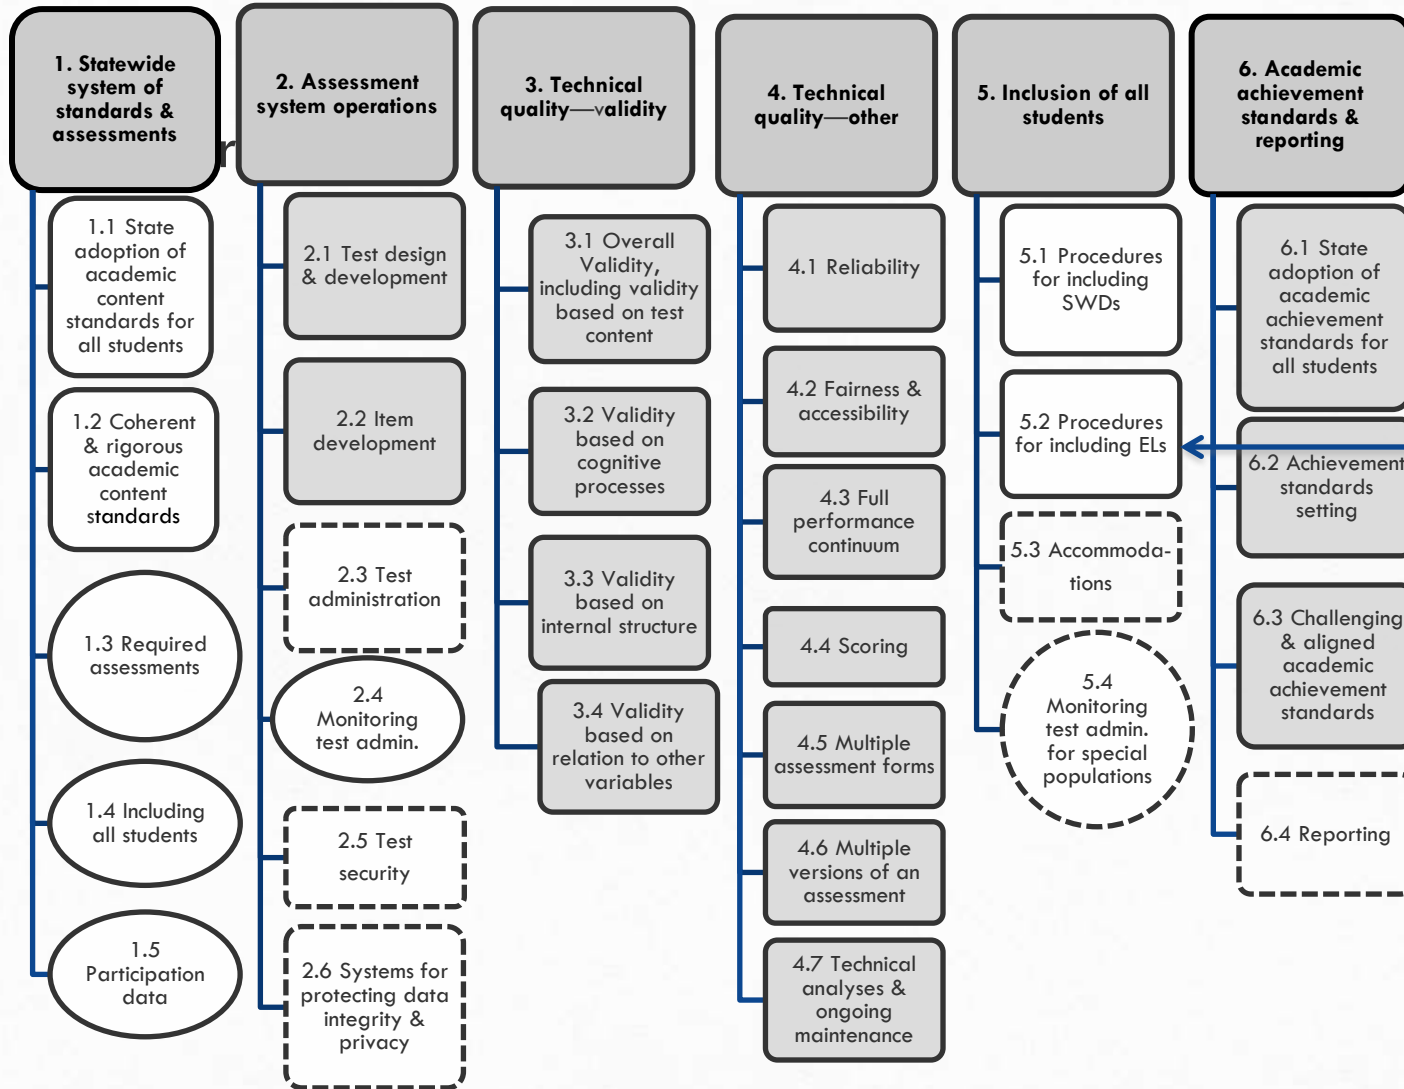 1. Statewide
system of
standards &
assessments
r
1.1 State
adoption of
academic
content
standards for
all students
1.2 Coherent
& rigorous
academic
content
standards
1.3 Required
assessments
1.4 Including
all students
1.5
Participation
data
2. Assessment
system operations
2.1 Test design
& development
2.2 Item
development
2.3 Test
administration
2.4
Monitoring
test admin.
2.5 Test
security
2.6 Systems for
protecting data
integrity &
privacy
3. Technical
quality—validity
3.1 Overall
Validity,
including validity
based on test
content
3.2 Validity
based on
cognitive
processes
3.3 Validity
based on
internal structure
3.4 Validity
based on
relation to other
variables
4. Technical
quality—other
4.1 Reliability
4.2 Fairness &
accessibility
4.3 Full
performance
continuum
4.4 Scoring
4.5 Multiple
assessment forms
4.6 Multiple
versions of an
assessment
4.7 Technical
analyses &
ongoing
maintenance
5. Inclusion of all
students
5.1 Procedures
for including
SWDs
5.2 Procedures
for including ELs
5.3 Accommoda-
tions
5.4
Monitoring
test admin.
for special
populations
6. Academic
achievement
standards &
reporting
6.1 State
adoption of
academic
achievement
standards for
all students
6.2 Achievement
standards
setting
6.3 Challenging
& aligned
academic
achievement
standards
6.4 Reporting